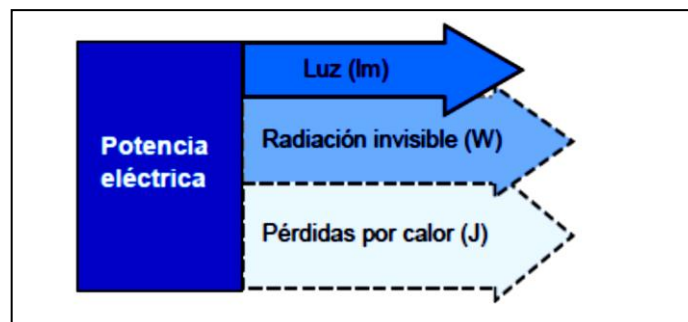 Luz (lm)
Potencia
eléctrica
Radiación invisible (W)
Pérdidas por calor (J)